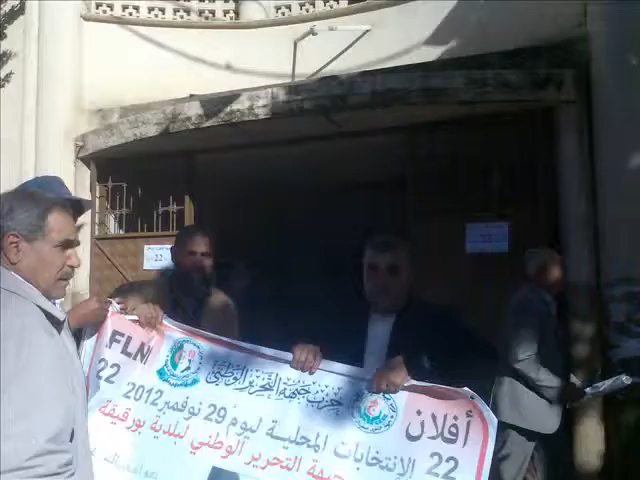 حزب جبهة التحرير الوطني
أفلان
FLN.
22
الإنتخابات المحلية ليوم 29 نوفمبر 2012
22
جبهة التحرير الوطني لبلدية بورقيقة
22